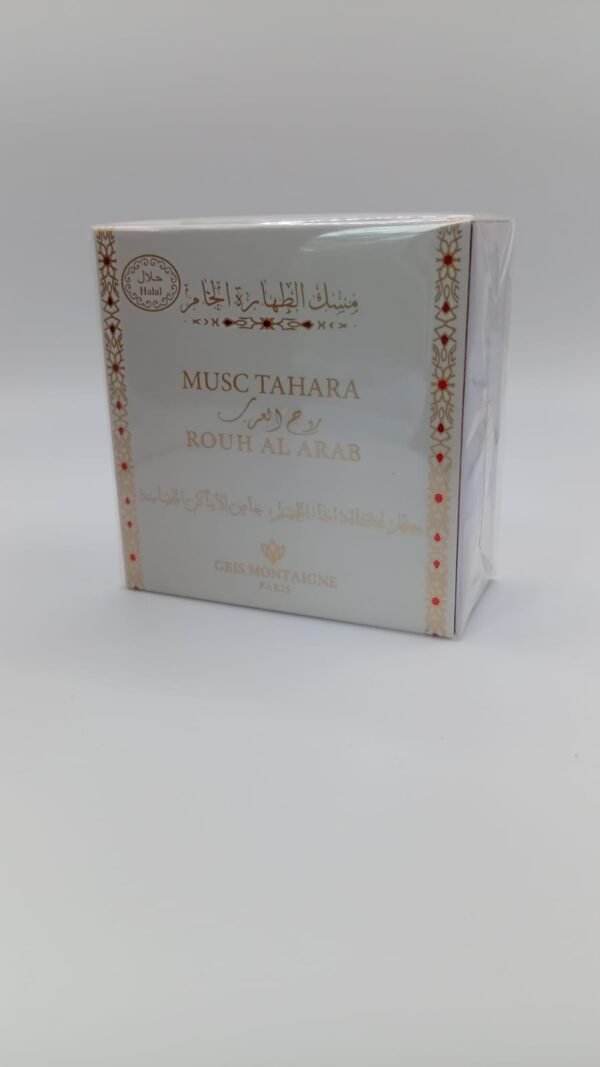 حلال
Halal
مسك الطهارة الخام
MUSC TAHARA
روح العرب
ROUH AL ARAB
GRIS MONTAIGNE
PARIS